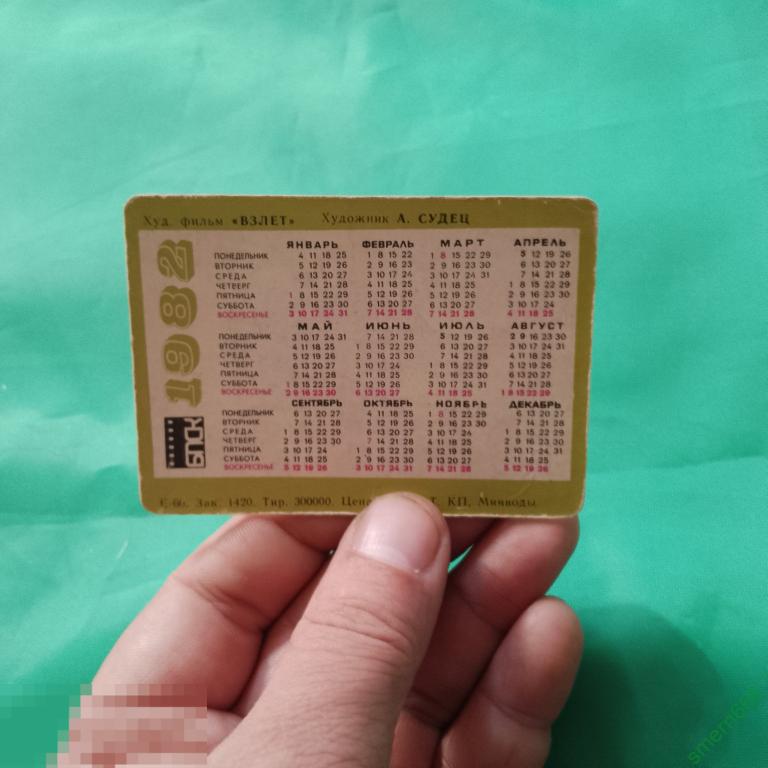 Худ. фильм «ВЗЛЕТ» Художник А. СУДЕЦ
1982
ЯНВАРЬ ФЕВРАЛЬ МАРТ АПРЕЛЬ
ПОНЕДЕЛЬНИК 4 11 18 25 1 8 15 22 1 8 15 22 29 5 12 19 26
ВТОРНИК 5 12 19 26 2 9 16 23 2 9 16 23 30 6 13 20 27
СРЕДА 6 13 20 27 3 10 17 24 3 10 17 24 31 7 14 21 28
ЧЕТВЕРГ 7 14 21 28 4 11 18 25 4 11 18 25 1 8 15 22 29
ПЯТНИЦА 1 8 15 22 29 5 12 19 26 5 12 19 26 2 9 16 23 30
СУББОТА 2 9 16 23 30 6 13 20 27 6 13 20 27 3 10 17 24
ВОСКРЕСЕНЬЕ 3 10 17 24 31 7 14 21 28 7 14 21 28 4 11 18 25
МАЙ ИЮНЬ ИЮЛЬ АВГУСТ
ПОНЕДЕЛЬНИК 3 10 17 24 31 7 14 21 28 5 12 19 26 2 9 16 23 30
ВТОРНИК 4 11 18 25 1 8 15 22 29 6 13 20 27 3 10 17 24 31
СРЕДА 5 12 19 26 2 9 16 23 30 7 14 21 28 4 11 18 25
ЧЕТВЕРГ 6 13 20 27 3 10 17 24 1 8 15 22 29 5 12 19 26
ПЯТНИЦА 7 14 21 28 4 11 18 25 2 9 16 23 30 6 13 20 27
СУББОТА 1 8 15 22 29 5 12 19 26 3 10 17 24 31 7 14 21 28
ВОСКРЕСЕНЬЕ 2 9 16 23 30 6 13 20 27 4 11 18 25 1 8 15 22 29
СЕНТЯБРЬ ОКТЯБРЬ НОЯБРЬ ДЕКАБРЬ
ПОНЕДЕЛЬНИК 6 13 20 27 4 11 18 25 1 8 15 22 29 6 13 20 27
ВТОРНИК 7 14 21 28 5 12 19 26 2 9 16 23 30 7 14 21 28
СРЕДА 1 8 15 22 29 6 13 20 27 3 10 17 24 1 8 15 22 29
ЧЕТВЕРГ 2 9 16 23 30 7 14 21 28 4 11 18 25 2 9 16 23 30
ПЯТНИЦА 3 10 17 24 1 8 15 22 29 5 12 19 26 3 10 17 24 31
СУББОТА 4 11 18 25 2 9 16 23 30 6 13 20 27 4 11 18 25
ВОСКРЕСЕНЬЕ 5 12 19 26 3 10 17 24 31 7 14 21 28 5 12 19 26
БПСК
Е-60. Зак. 1420. Тир. 300000. Цена Т. КП, Минводы